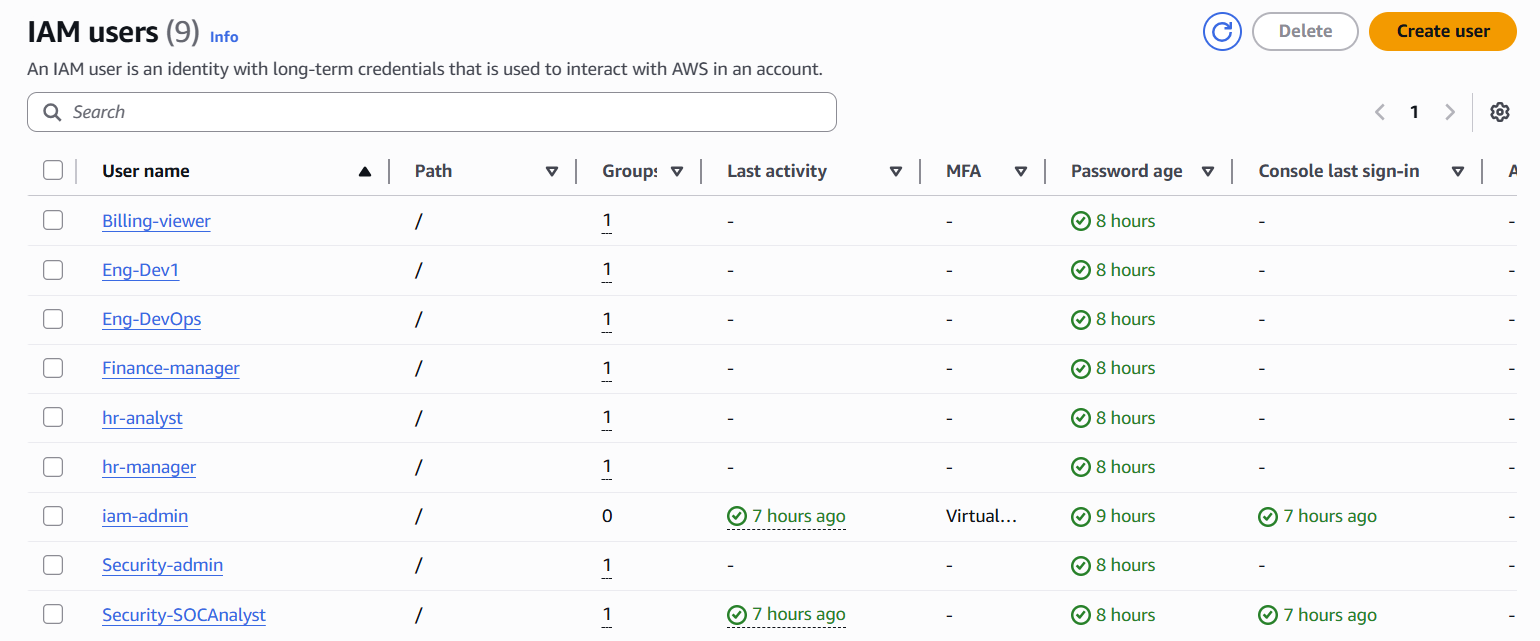 IAM users (9) Info
Delete
Create user
An IAM user is an identity with long-term credentials that is used to interact with AWS in an account.
Search
1
User name Path Groups Last activity MFA Password age Console last sign-in A
Billing-viewer / 1 - - 8 hours - -
Eng-Dev1 / 1 - - 8 hours - -
Eng-DevOps / 1 - - 8 hours - -
Finance-manager / 1 - - 8 hours - -
hr-analyst / 1 - - 8 hours - -
hr-manager / 1 - - 8 hours - -
iam-admin / 0 7 hours ago Virtual... 9 hours 7 hours ago -
Security-admin / 1 - - 8 hours - -
Security-SOCAnalyst / 1 7 hours ago - 8 hours 7 hours ago -